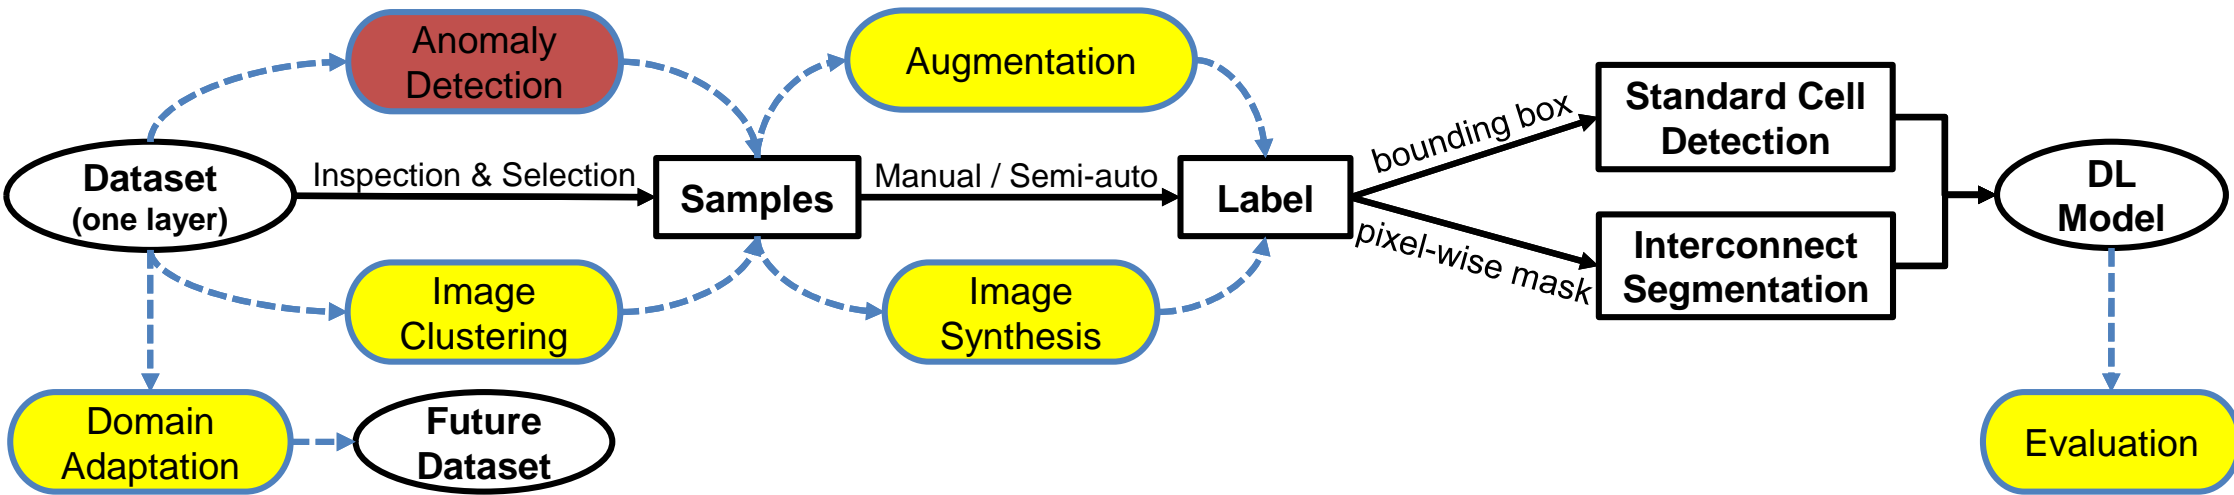 Anomaly
Detection
Augmentation
Dataset
(one layer)
Inspection & Selection
Samples
Manual / Semi-auto
Label
bounding box
pixel-wise mask
Standard Cell
Detection
Interconnect
Segmentation
DL
Model
Image
Clustering
Image
Synthesis
Domain
Adaptation
Future
Dataset
Evaluation